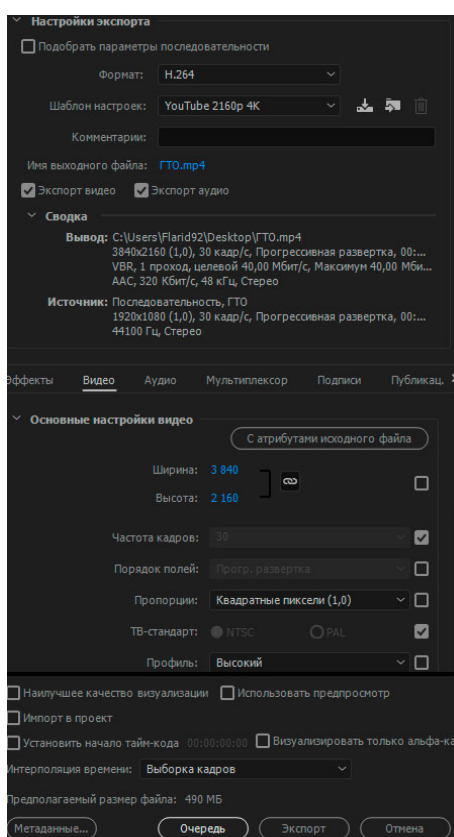 Настройки экспорта
Подобрать параметры последовательности
Формат: H.264
Шаблон настроек: YouTube 2160p 4K
Комментарии:
Имя выходного файла: ГТО.mp4
Экспорт видео Экспорт аудио
Сводка
Вывод: C:\Users\Flarid92\Desktop\ГТО.mp4
3840x2160 (1,0), 30 кадр/с, Прогрессивная развертка, 00:...
VBR, 1 проход, целевой 40,00 Мбит/с, Максимум 40,00 Мби...
AAC, 320 Кбит/с, 48 кГц, Стерео
Источник: Последовательность, ГТО
1920x1080 (1,0), 30 кадр/с, Прогрессивная развертка, 00:...
44100 Гц, Стерео
Эффекты Видео Аудио Мультиплексор Подписи Публикац.
Основные настройки видео
С атрибутами исходного файла
Ширина: 3 840
Высота: 2 160
Частота кадров: 30
Порядок полей: Прогр. развертка
Пропорции: Квадратные пиксели (1,0)
ТВ-стандарт: NTSC PAL
Профиль: Высокий
Наилучшее качество визуализации Использовать предпросмотр
Импорт в проект
Установить начало тайм-кода 00:00:00:00 Визуализировать только альфа-ка
Интерполяция времени: Выборка кадров
Предполагаемый размер файла: 490 МБ
Метаданные... Очередь Экспорт Отмена